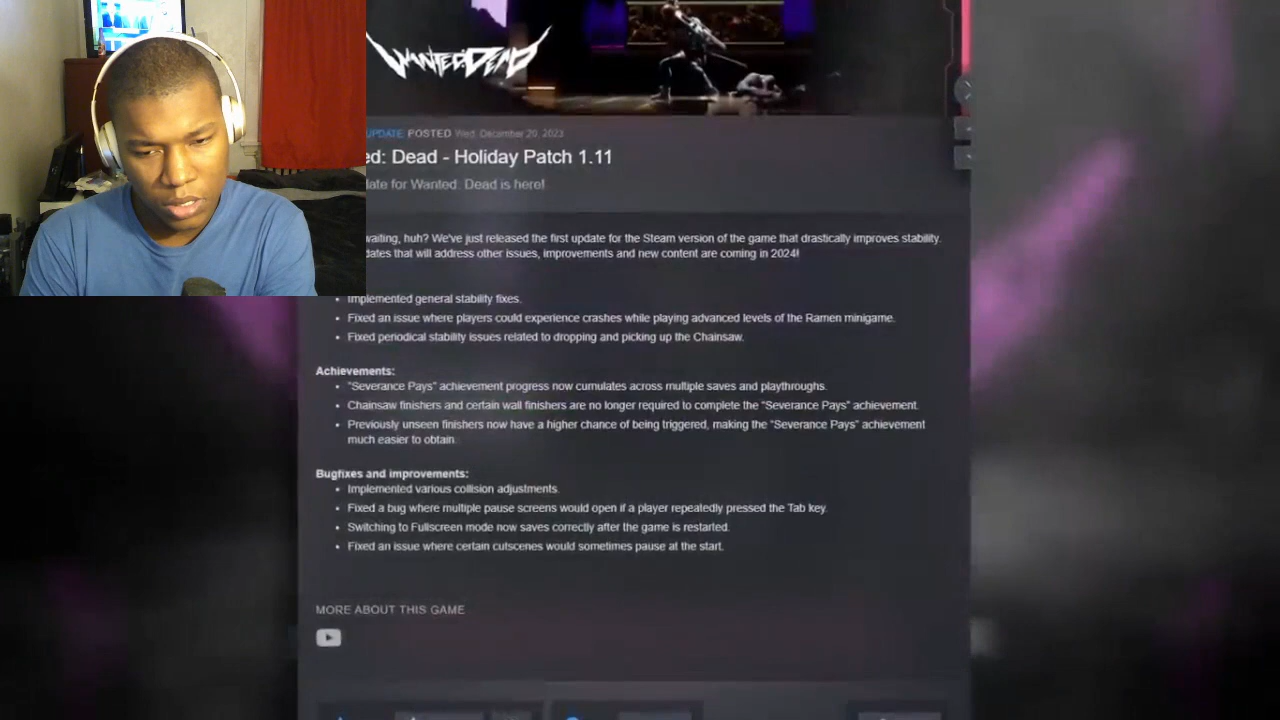 WANTED: DEAD
UPDATE POSTED Wed, December 20, 2023
ed: Dead - Holiday Patch 1.11
late for Wanted: Dead is here!
waiting, huh? We've just released the first update for the Steam version of the game that drastically improves stability.
dates that will address other issues, improvements and new content are coming in 2024!
• Implemented general stability fixes.
• Fixed an issue where players could experience crashes while playing advanced levels of the Ramen minigame.
• Fixed periodical stability issues related to dropping and picking up the Chainsaw.
Achievements:
• "Severance Pays" achievement progress now cumulates across multiple saves and playthroughs.
• Chainsaw finishers and certain wall finishers are no longer required to complete the "Severance Pays" achievement.
• Previously unseen finishers now have a higher chance of being triggered, making the "Severance Pays" achievement
much easier to obtain.
Bugfixes and improvements:
• Implemented various collision adjustments.
• Fixed a bug where multiple pause screens would open if a player repeatedly pressed the Tab key.
• Switching to Fullscreen mode now saves correctly after the game is restarted.
• Fixed an issue where certain cutscenes would sometimes pause at the start.
MORE ABOUT THIS GAME